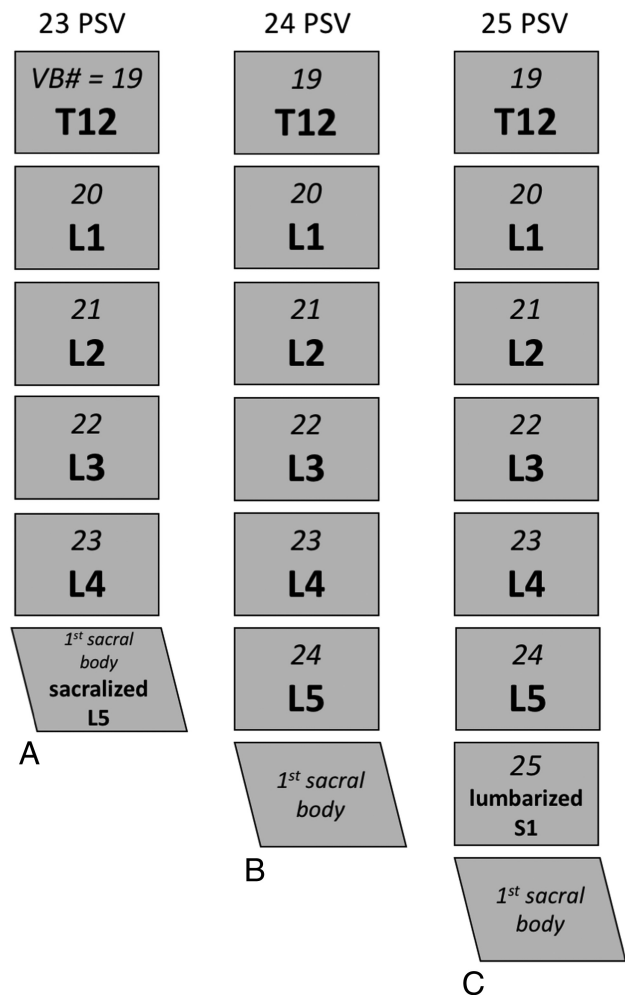 23 PSV
VB# = 19
T12
20
L1
21
L2
22
L3
23
L4
1st sacral
body
sacralized
L5
A
24 PSV
19
T12
20
L1
21
L2
22
L3
23
L4
24
L5
1st sacral
body
B
25 PSV
19
T12
20
L1
21
L2
22
L3
23
L4
24
L5
25
lumbarized
S1
1st sacral
body
C